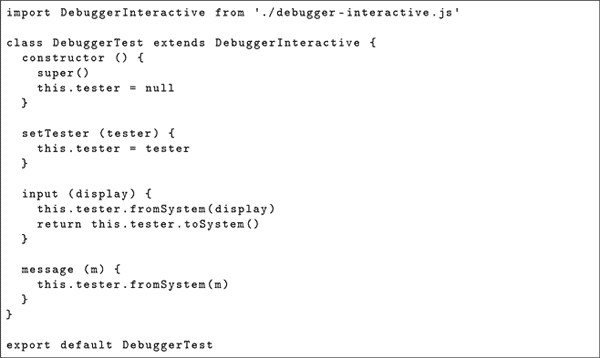 import DebuggerInteractive from './debugger-interactive.js'

class DebuggerTest extends DebuggerInteractive {
  constructor () {
    super()
    this.tester = null
  }

  setTester (tester) {
    this.tester = tester
  }

  input (display) {
    this.tester.fromSystem(display)
    return this.tester.toSystem()
  }

  message (m) {
    this.tester.fromSystem(m)
  }
}

export default DebuggerTest